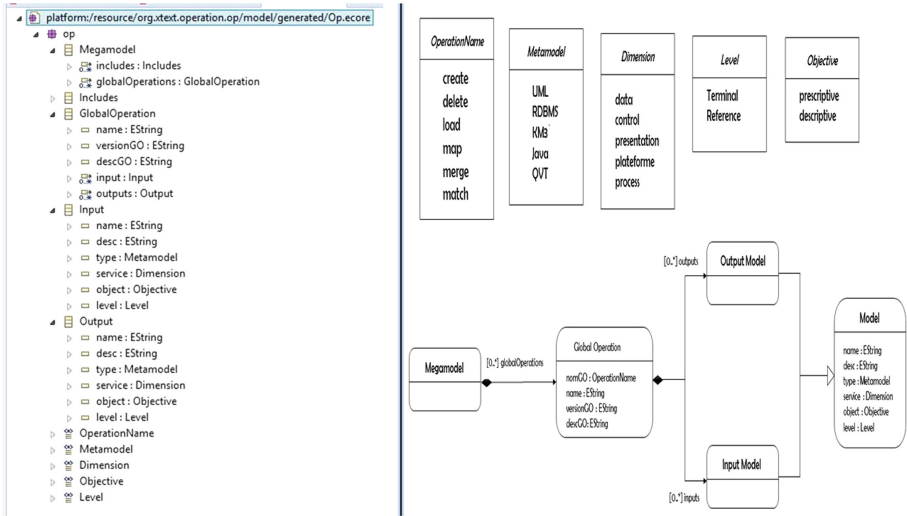 platform:/resource/org.xtext.operation.op/model/generated/Op.ecore
op
Megamodel
includes : Includes
globalOperations : GlobalOperation
Includes
GlobalOperation
name : EString
versionGO : EString
descGO : EString
input : Input
outputs : Output
Input
name : EString
desc : EString
type : Metamodel
service : Dimension
object : Objective
level : Level
Output
name : EString
desc : EString
type : Metamodel
service : Dimension
object : Objective
level : Level
OperationName
Metamodel
Dimension
Objective
Level
OperationName
create
delete
load
map
merge
match
Metamodel
UML
RDBMS
KM3
Java
QVT
Dimension
data
control
presentation
plateforme
process
Level
Terminal
Reference
Objective
prescriptive
descriptive
[0..*] outputs
Output Model
Megamodel
[0..*] globalOperations
Global Operation
nomGO : OperationName
name : EString
versionGO : EString
descGO: EString
Model
name : EString
desc : EString
type : Metamodel
service : Dimension
object : Objective
level : Level
Input Model
[0..*] inputs